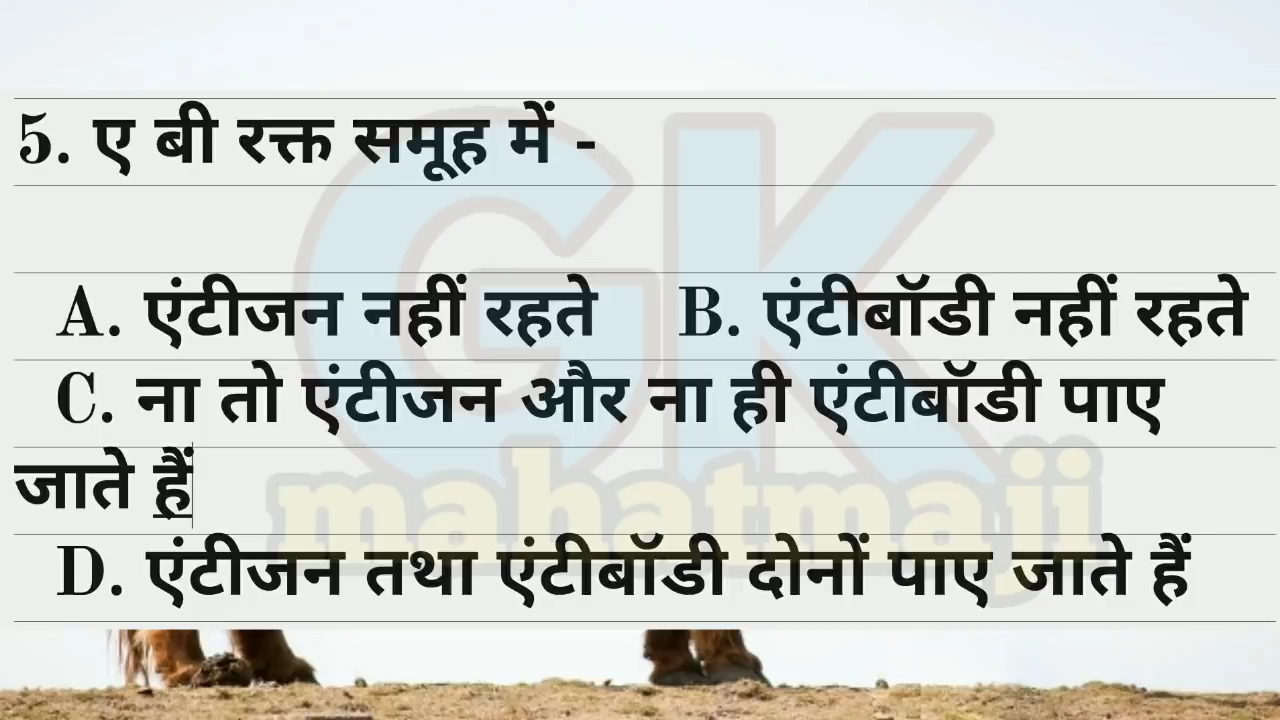 5. ए बी रक्त समूह में -
A. एंटीजन नहीं रहते B. एंटीबॉडी नहीं रहते
C. ना तो एंटीजन और ना ही एंटीबॉडी पाए
जाते हैं
D. एंटीजन तथा एंटीबॉडी दोनों पाए जाते हैं
GK
mahatmaji